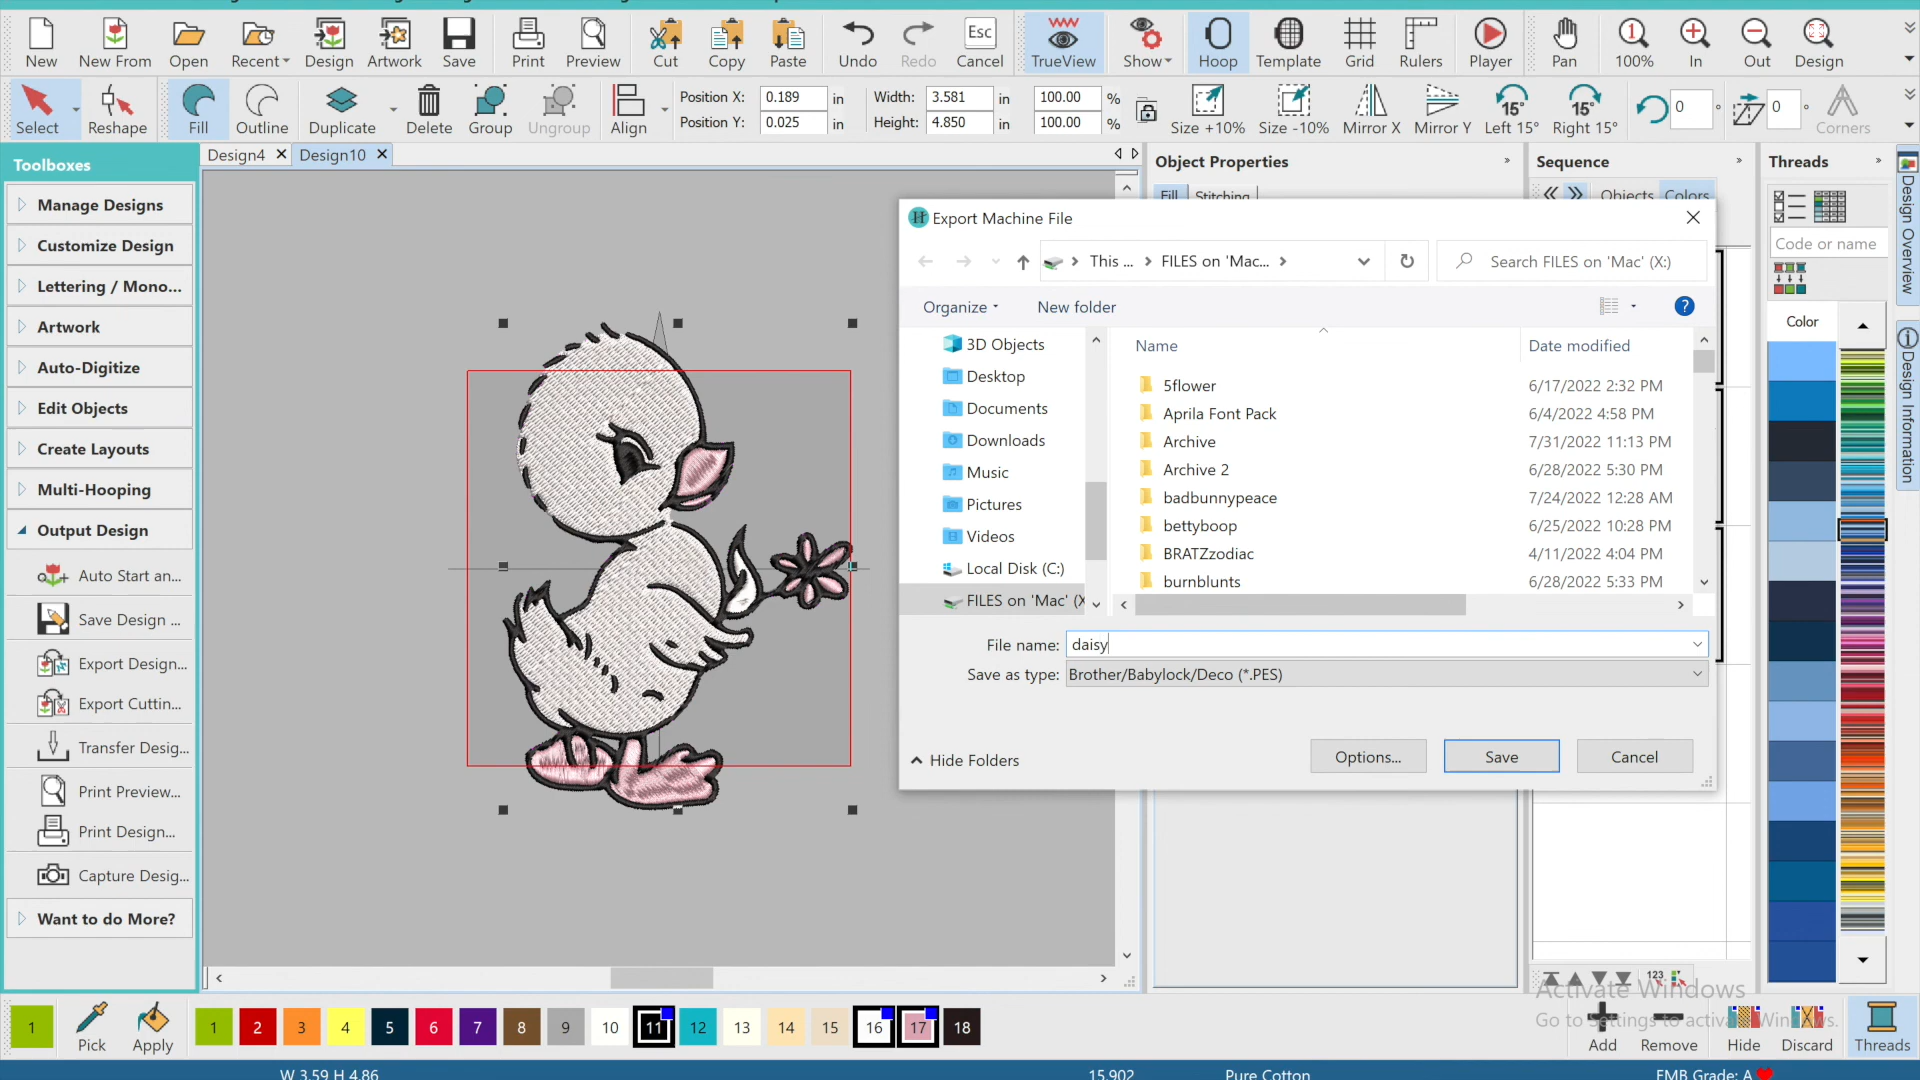 New
New From
Open
Recent
Design
Artwork
Save
Print
Preview
Cut
Copy
Paste
Undo
Redo
Esc
Cancel
TrueView
Show
Hoop
Template
Grid
Rulers
Player
Pan
1
100%
In
Out
Design
Select
Reshape
Fill
Outline
Duplicate
Delete
Group
Ungroup
Align
Position X: 0.189 in
Position Y: 0.025 in
Width: 3.581 in 100.00 %
Height: 4.850 in 100.00 %
Size +10%
Size -10%
Mirror X
Mirror Y
15°
Left 15°
15°
Right 15°
0 °
0 °
Corners
Toolboxes
Manage Designs
Customize Design
Lettering / Mono...
Artwork
Auto-Digitize
Edit Objects
Create Layouts
Multi-Hooping
Output Design
Auto Start an...
Save Design ...
Export Design...
Export Cuttin...
Transfer Desig...
Print Preview...
Print Design...
Capture Desig...
Want to do More?
Design4
Design10
Object Properties
Fill
Stitching
Sequence
Objects
Colors
Threads
Code or name
Color
Design Overview
Design Information
Export Machine File
This ...
FILES on 'Mac...
Search FILES on 'Mac' (X:)
Organize
New folder
3D Objects
Desktop
Documents
Downloads
Music
Pictures
Videos
Local Disk (C:)
FILES on 'Mac' (X
Name Date modified
5flower 6/17/2022 2:32 PM
Aprila Font Pack 6/4/2022 4:58 PM
Archive 7/31/2022 11:13 PM
Archive 2 6/28/2022 5:30 PM
badbunnypeace 7/24/2022 12:28 AM
bettyboop 6/25/2022 10:28 PM
BRATZzodiac 4/11/2022 4:04 PM
burnblunts 6/28/2022 5:33 PM
File name: daisy
Save as type: Brother/Babylock/Deco (*.PES)
Hide Folders
Options...
Save
Cancel
123
Activate Windows
Go to Settings to activate Windows.
1
Pick
Apply
1 2 3 4 5 6 7 8 9 10 11 12 13 14 15 16 17 18
Add
Remove
Hide
Discard
Threads
W 3.59 H 4.86
15,902
Pure Cotton
EMB Grade: A